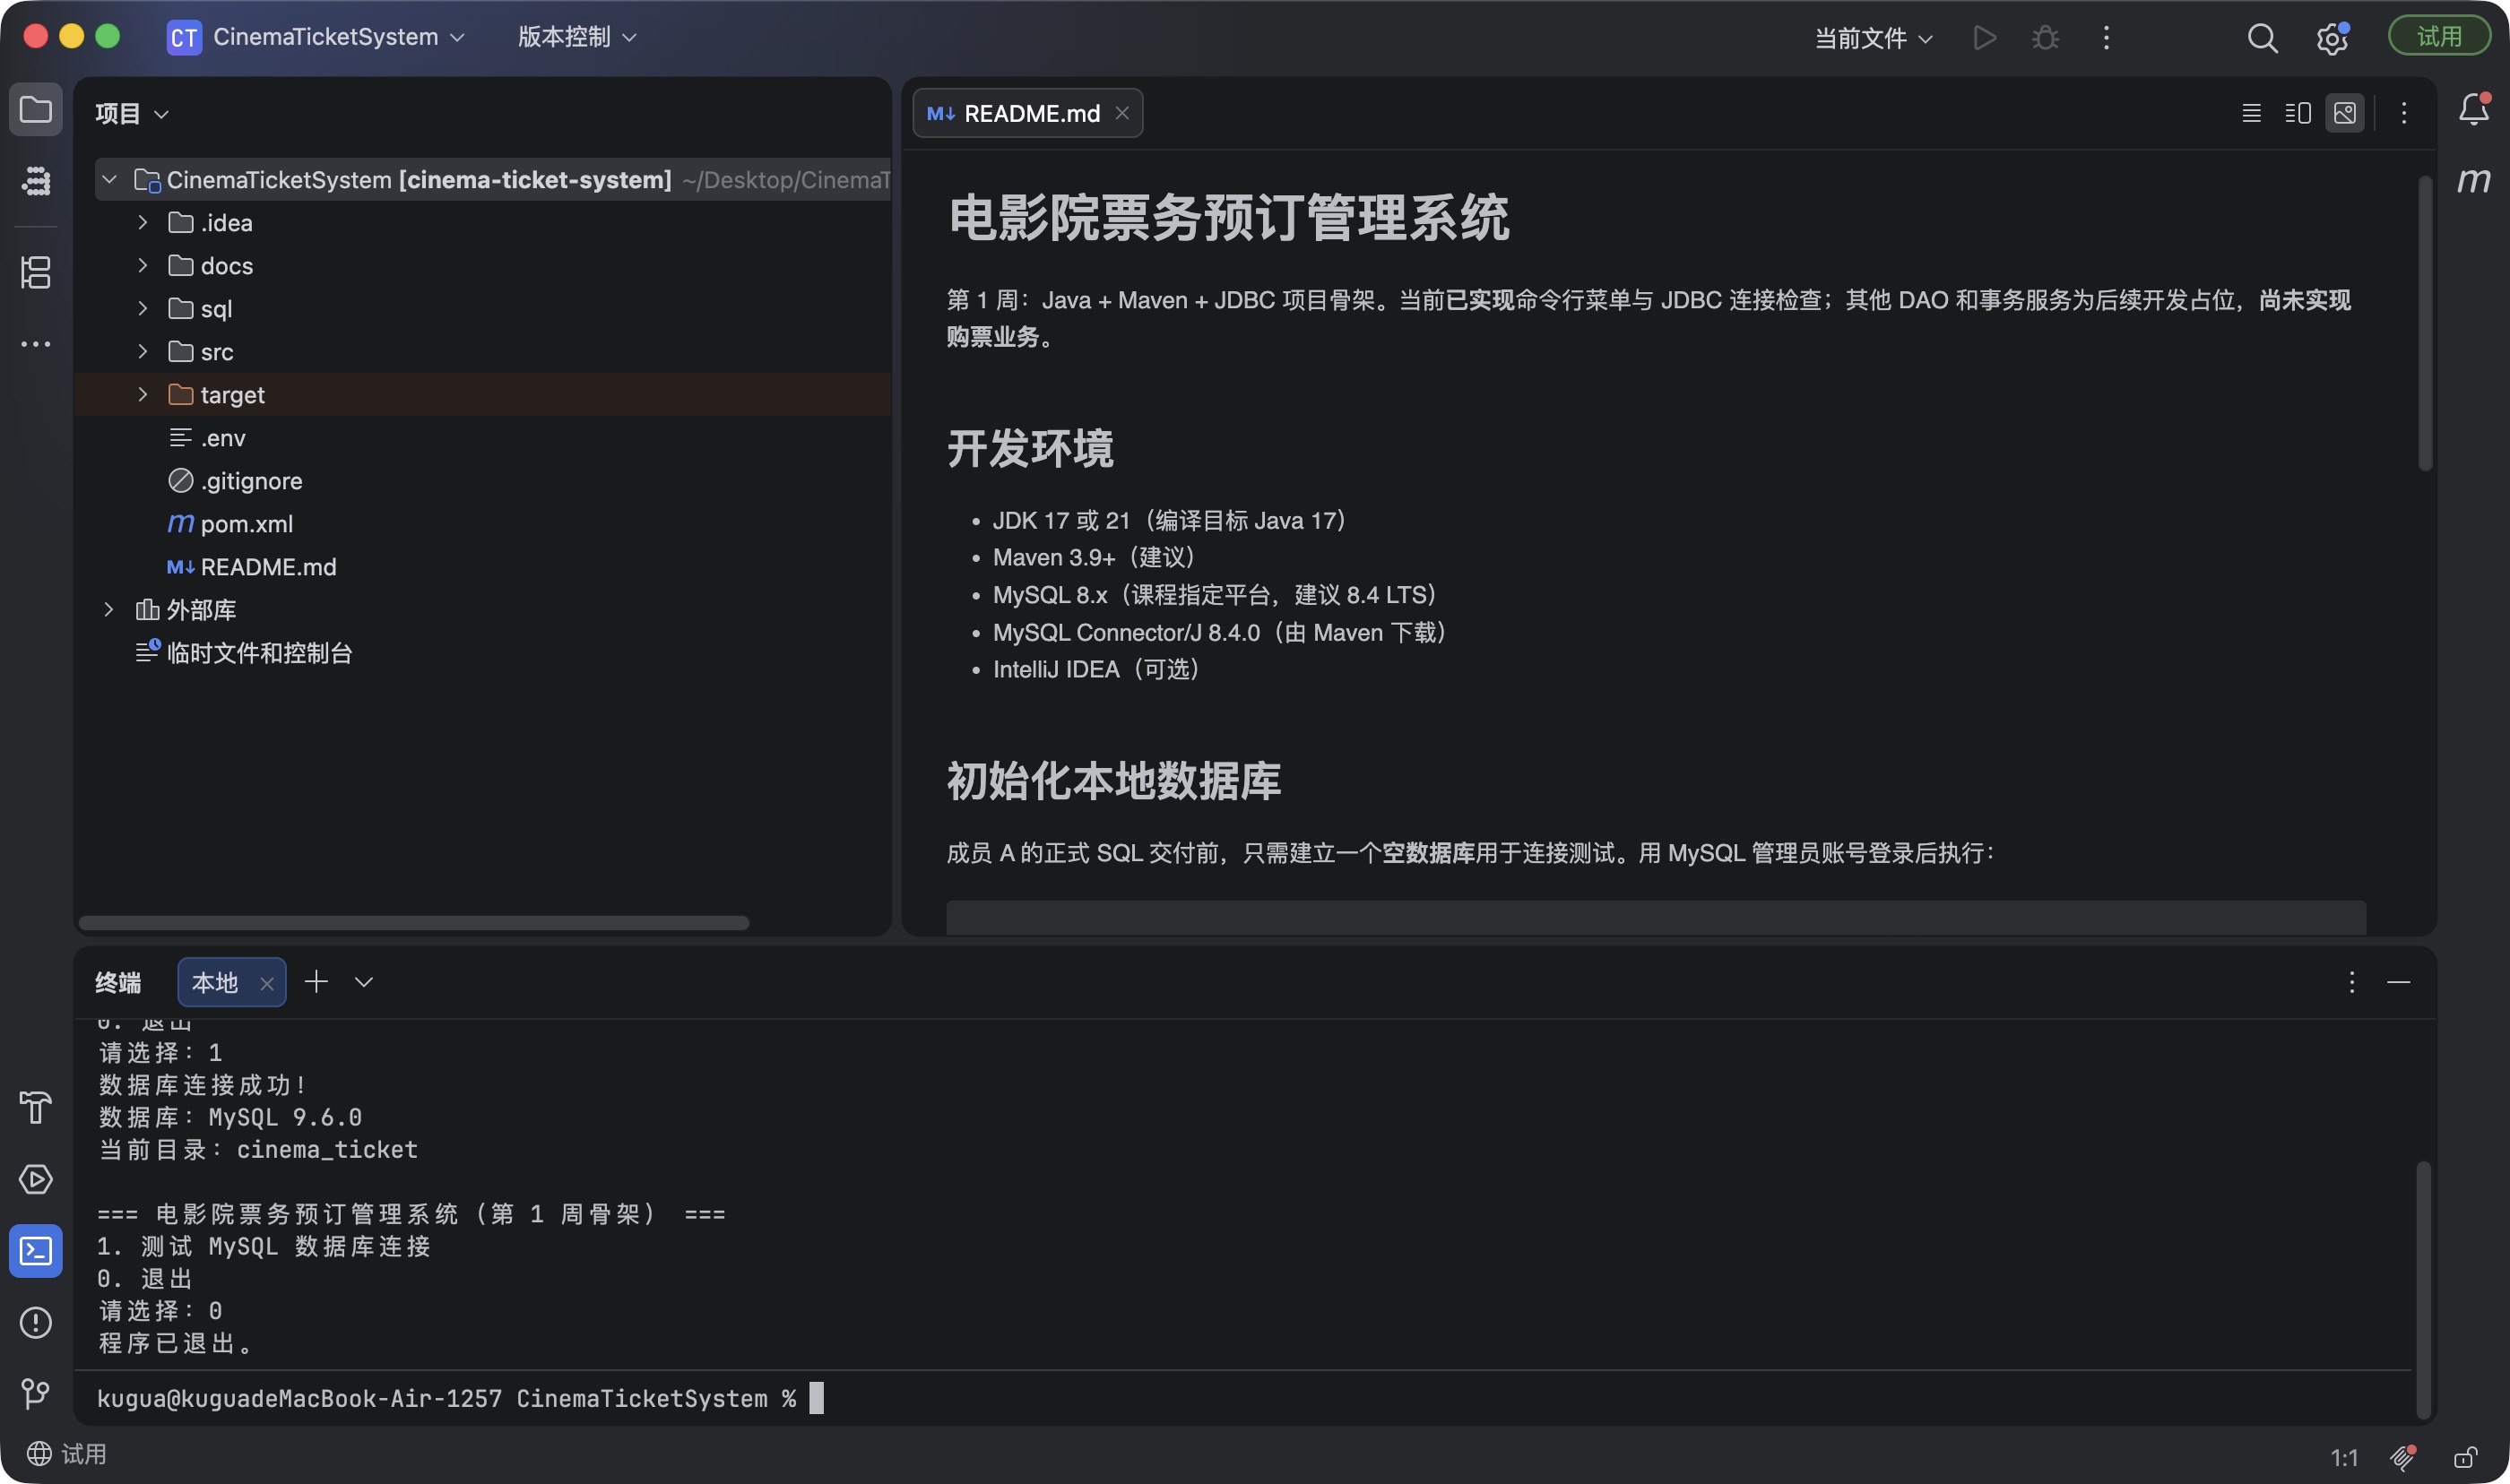 CT CinemaTicketSystem 版本控制 当前文件 试用
项目
CinemaTicketSystem [cinema-ticket-system] ~/Desktop/CinemaT
.idea
docs
sql
src
target
.env
.gitignore
pom.xml
README.md
外部库
临时文件和控制台
README.md
电影院票务预订管理系统
第 1 周：Java + Maven + JDBC 项目骨架。当前已实现命令行菜单与 JDBC 连接检查；其他 DAO 和事务服务为后续开发占位，尚未实现
购票业务。
开发环境
• JDK 17 或 21（编译目标 Java 17）
• Maven 3.9+（建议）
• MySQL 8.x（课程指定平台，建议 8.4 LTS）
• MySQL Connector/J 8.4.0（由 Maven 下载）
• IntelliJ IDEA（可选）
初始化本地数据库
成员 A 的正式 SQL 交付前，只需建立一个空数据库用于连接测试。用 MySQL 管理员账号登录后执行：
终端 本地
0. 退出
请选择：1
数据库连接成功！
数据库：MySQL 9.6.0
当前目录：cinema_ticket
=== 电影院票务预订管理系统（第 1 周骨架） ===
1. 测试 MySQL 数据库连接
0. 退出
请选择：0
程序已退出。
kugua@kuguadeMacBook-Air-1257 CinemaTicketSystem %
试用 1:1